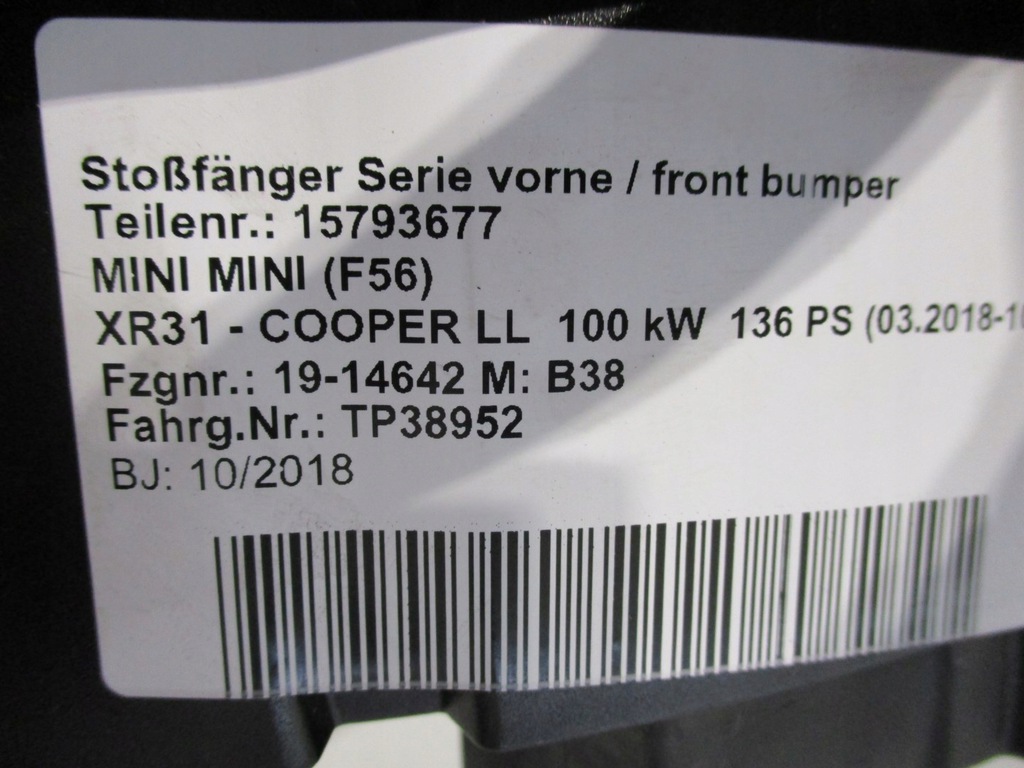 Stoßfänger Serie vorne / front bumper
Teilenr.: 15793677
MINI MINI (F56)
XR31 - COOPER LL 100 kW 136 PS (03.2018-1
Fzgnr.: 19-14642 M: B38
Fahrg.Nr.: TP38952
BJ: 10/2018